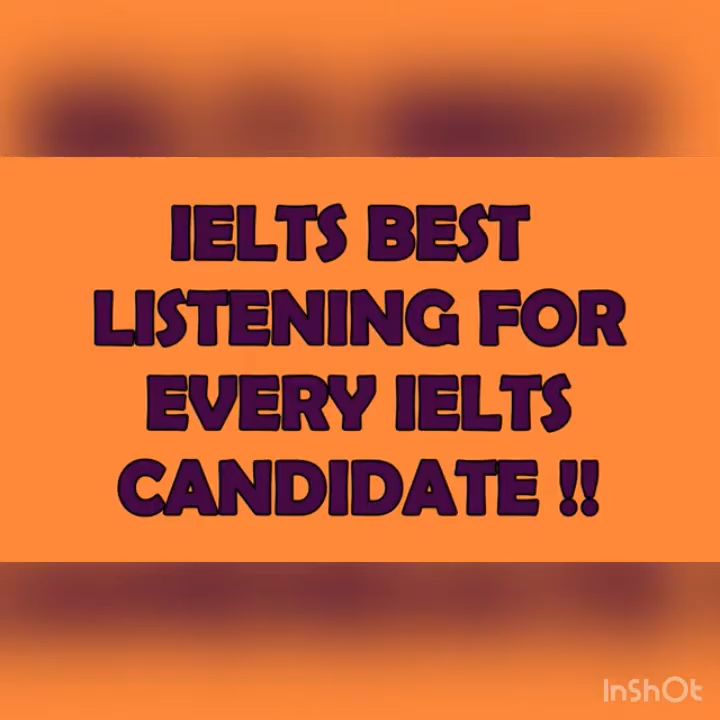 IELTS BEST
LISTENING FOR
EVERY IELTS
CANDIDATE !!
InShOt